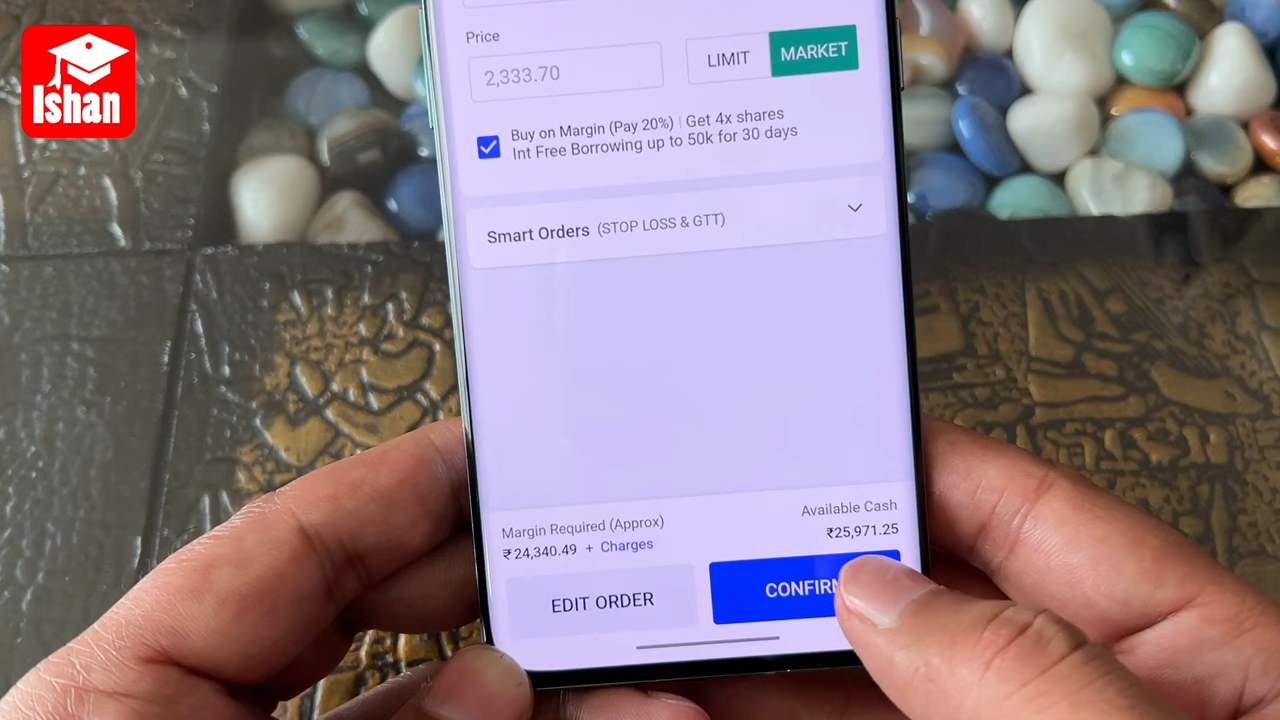 Ishan
Price
2,333.70
LIMIT
MARKET
Buy on Margin (Pay 20%) | Get 4x shares
Int Free Borrowing up to 50k for 30 days
Smart Orders (STOP LOSS & GTT)
Margin Required (Approx)
₹24,340.49 + Charges
Available Cash
₹25,971.25
EDIT ORDER
CONFIRM